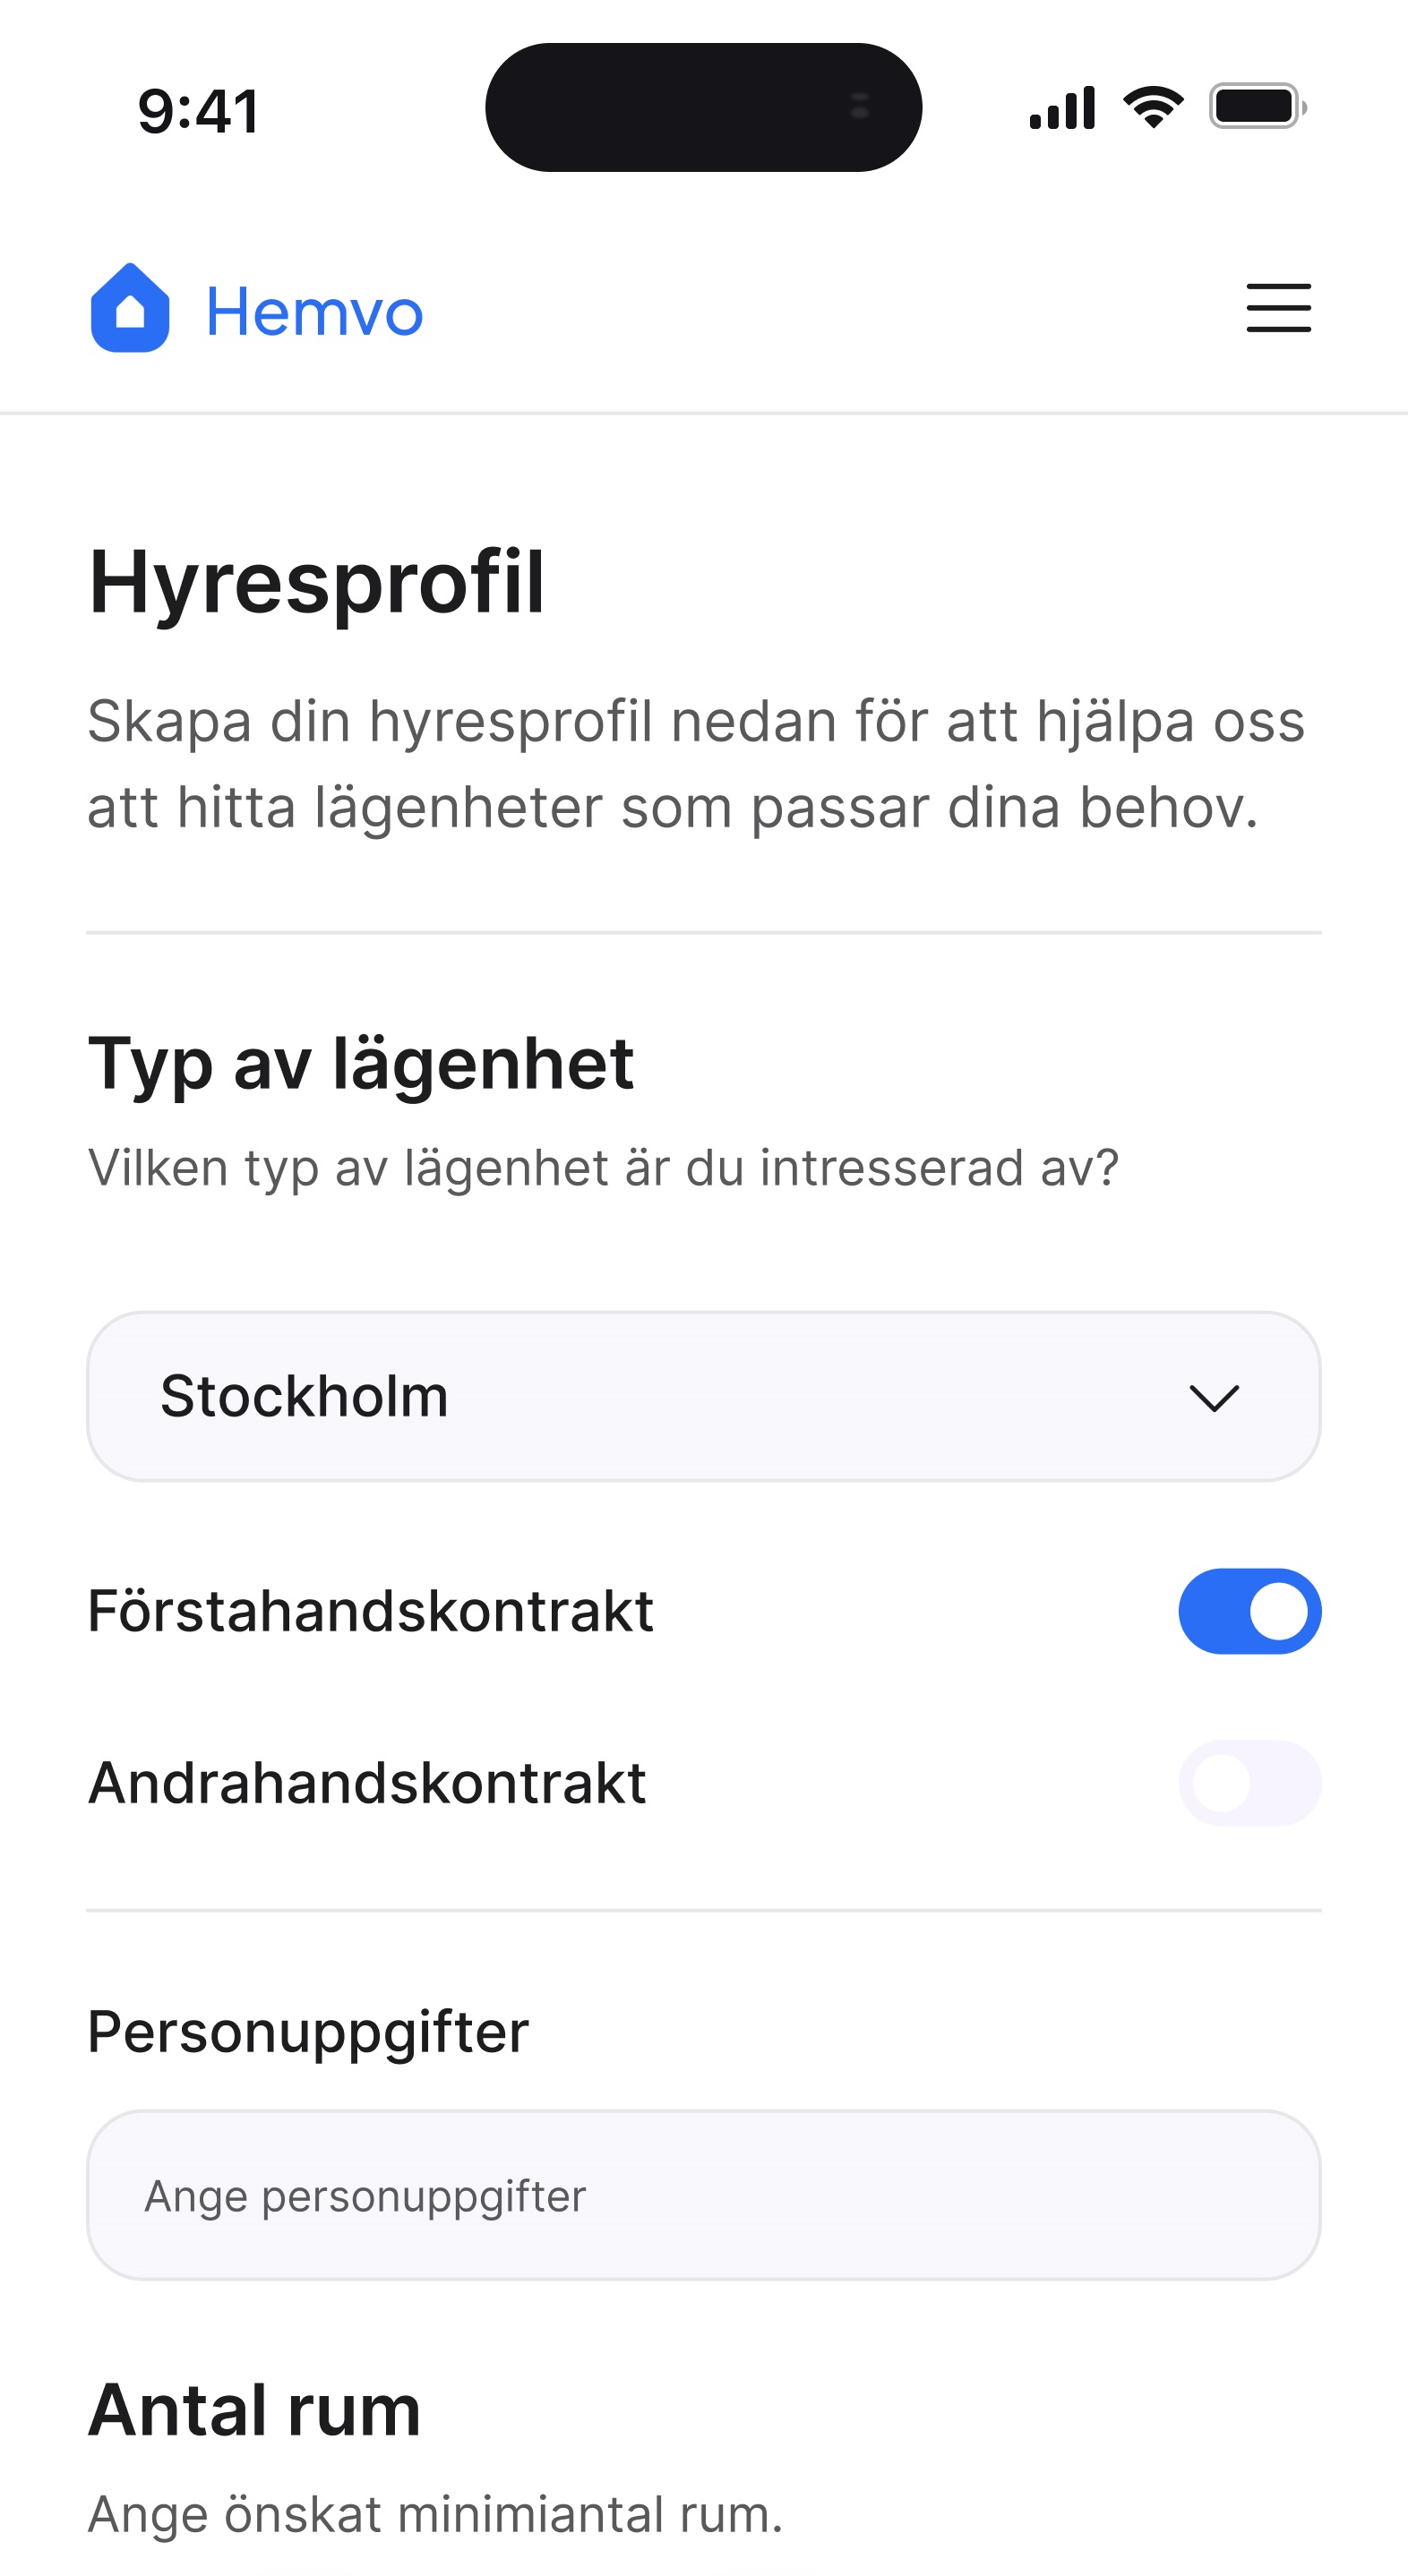 9:41
Hemvo
Hyresprofil
Skapa din hyresprofil nedan för att hjälpa oss
att hitta lägenheter som passar dina behov.
Typ av lägenhet
Vilken typ av lägenhet är du intresserad av?
Stockholm
Förstahandskontrakt
Andrahandskontrakt
Personuppgifter
Ange personuppgifter
Antal rum
Ange önskat minimiantal rum.